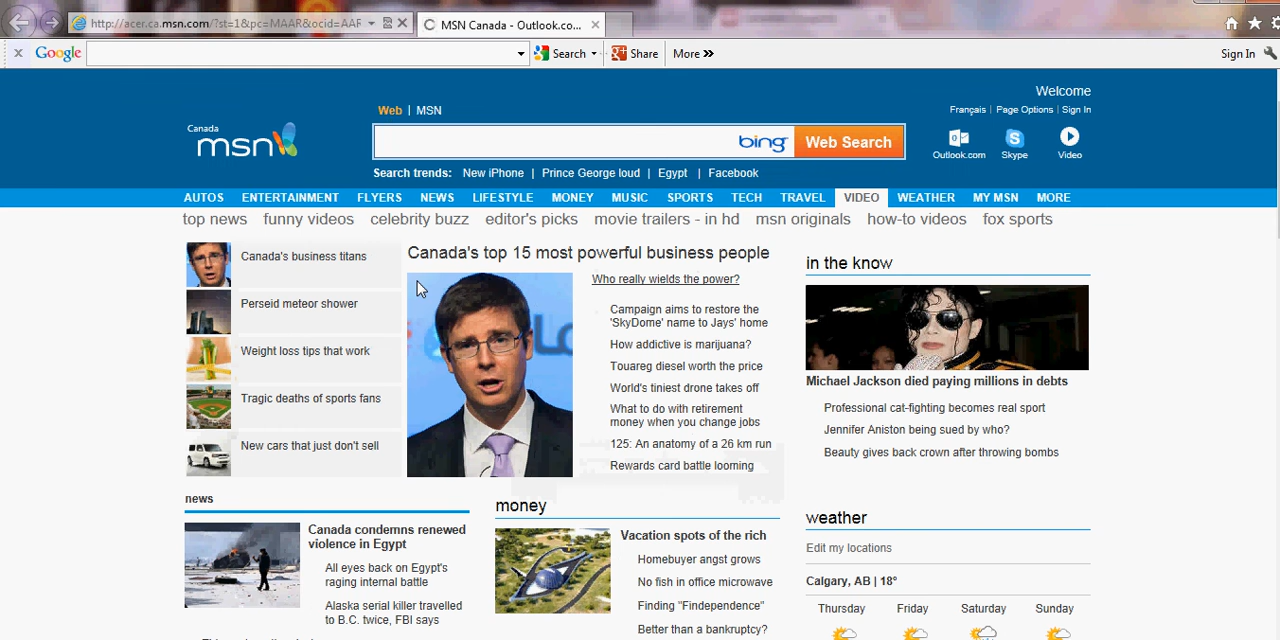 http://acer.ca.msn.com/?st=1&pc=MAAR&ocid=AAR
MSN Canada - Outlook.co...
Google
Search
Share
More »
Sign In
Welcome
Web | MSN
Français | Page Options | Sign In
Canada
msn
bing
Web Search
Outlook.com
Skype
Video
Search trends: New iPhone | Prince George loud | Egypt | Facebook
AUTOS ENTERTAINMENT FLYERS NEWS LIFESTYLE MONEY MUSIC SPORTS TECH TRAVEL VIDEO WEATHER MY MSN MORE
top news funny videos celebrity buzz editor's picks movie trailers - in hd msn originals how-to videos fox sports
Canada's business titans
Perseid meteor shower
Weight loss tips that work
Tragic deaths of sports fans
New cars that just don't sell
Canada's top 15 most powerful business people
Who really wields the power?
Campaign aims to restore the
'SkyDome' name to Jays' home
How addictive is marijuana?
Touareg diesel worth the price
World's tiniest drone takes off
What to do with retirement
money when you change jobs
125: An anatomy of a 26 km run
Rewards card battle looming
in the know
Michael Jackson died paying millions in debts
Professional cat-fighting becomes real sport
Jennifer Aniston being sued by who?
Beauty gives back crown after throwing bombs
news
Canada condemns renewed
violence in Egypt
All eyes back on Egypt's
raging internal battle
Alaska serial killer travelled
to B.C. twice, FBI says
money
Vacation spots of the rich
Homebuyer angst grows
No fish in office microwave
Finding "Findependence"
Better than a bankruptcy?
weather
Edit my locations
Calgary, AB | 18°
Thursday Friday Saturday Sunday